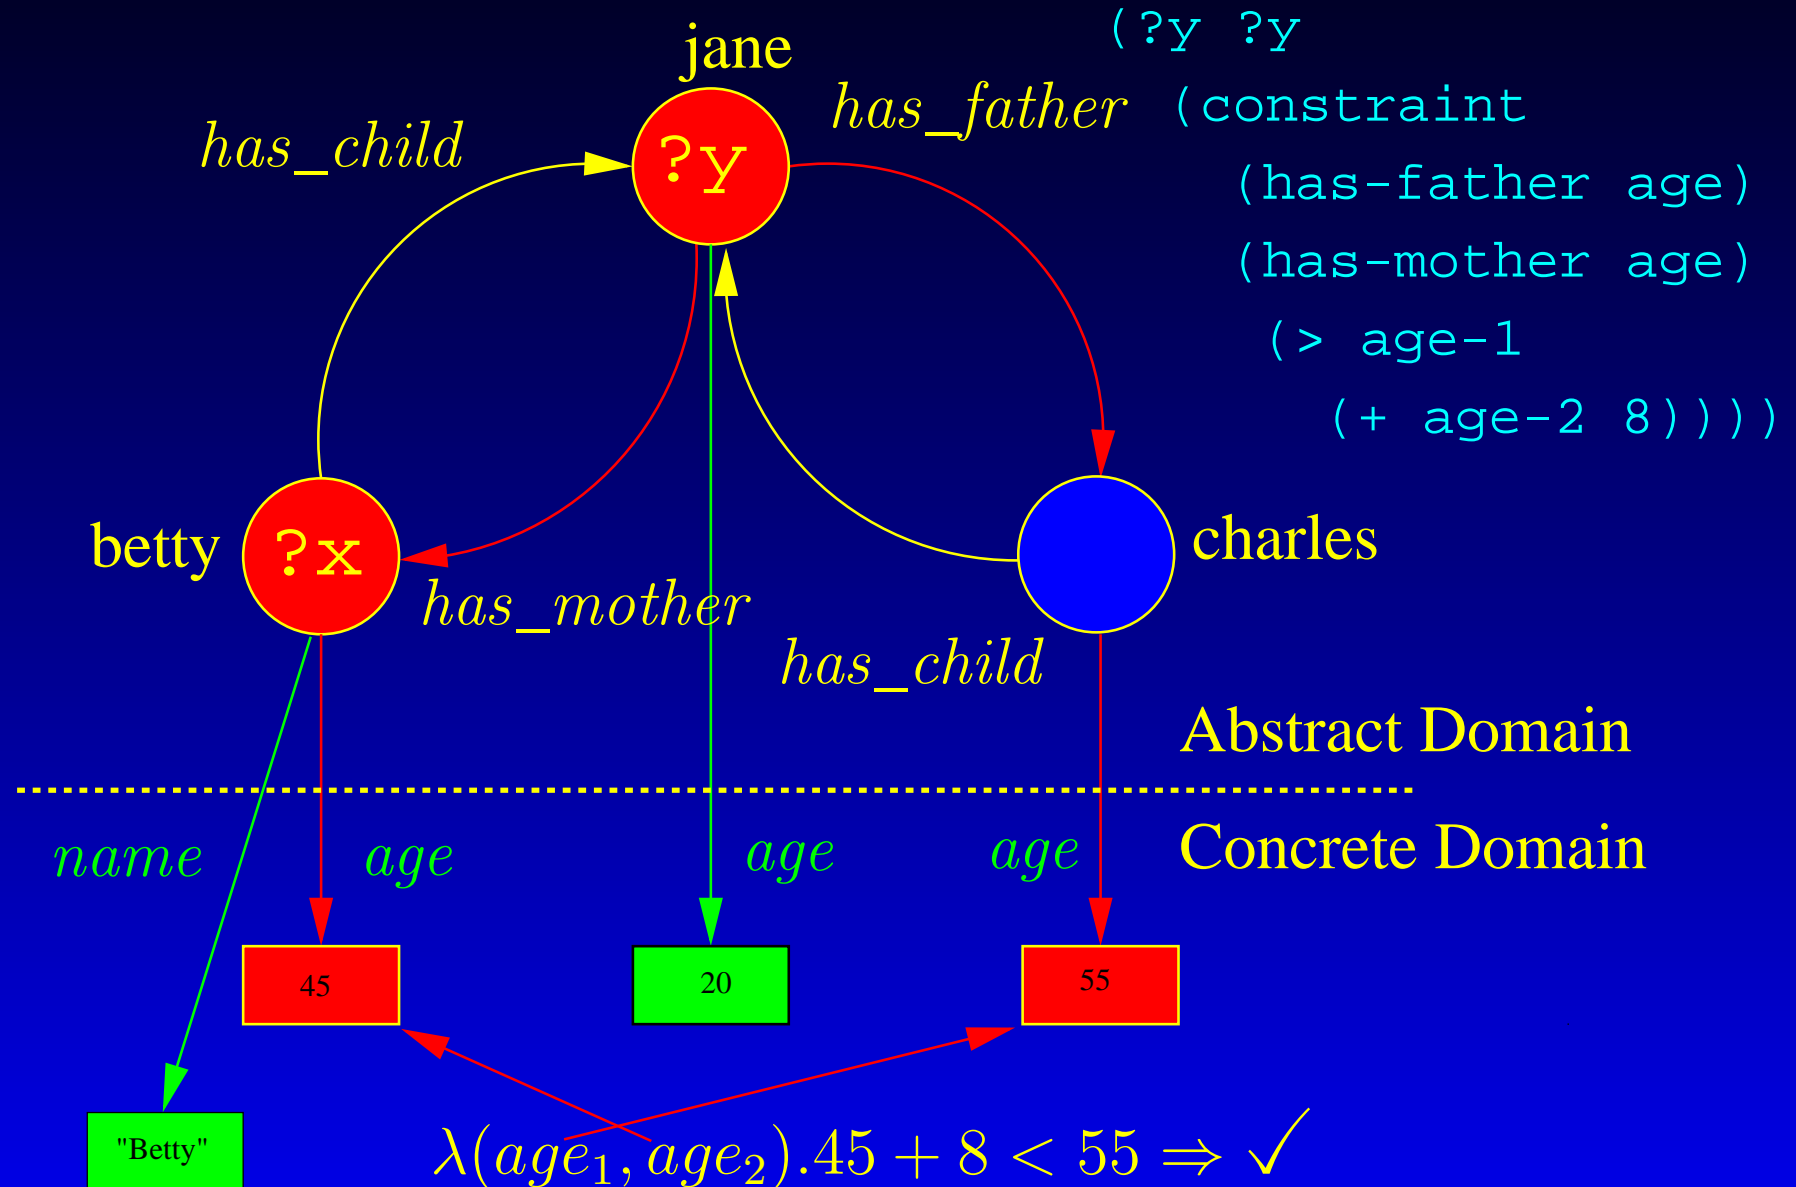 (?y ?y
jane
has_father (constraint
has_child
?y
(has-father age)
(has-mother age)
(> age-1
(+ age-2 8))))
betty
?x
charles
has_mother
has_child
Abstract Domain
Concrete Domain
name
age
age
age
45
20
55
"Betty"
λ(age₁, age₂).45 + 8 < 55 ⇒ ✓